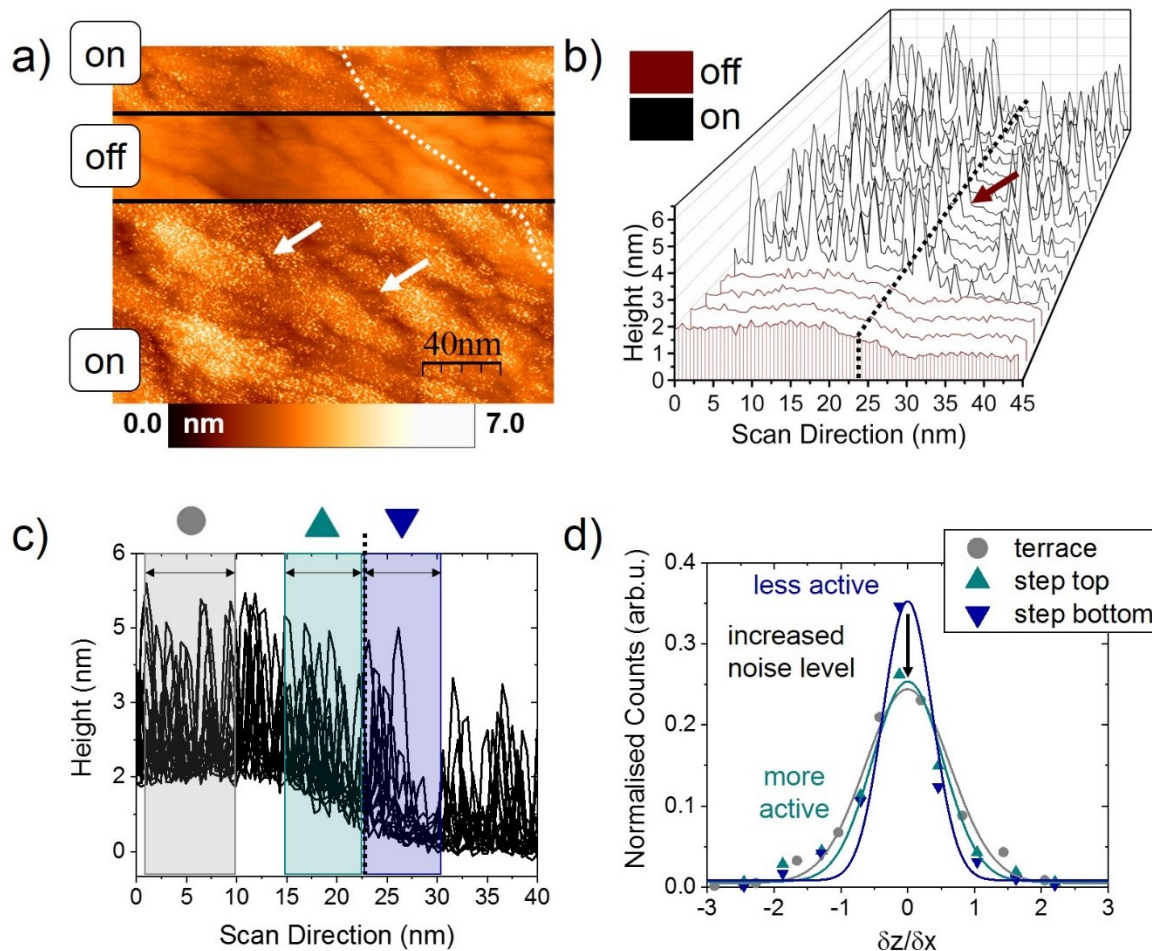 a)
on
off
on
40nm
0.0 nm 7.0
b)
off
on
Height (nm)
6
5
4
3
2
1
0
0 5 10 15 20 25 30 35 40 45
Scan Direction (nm)
c)
Height (nm)
6
5
3
2
0
0 5 10 15 20 25 30 35 40
Scan Direction (nm)
d)
terrace
step top
step bottom
less active
increased
noise level
more
active
Normalised Counts (arb.u.)
0.4
0.3
0.2
0.1
0.0
-3 -2 -1 0 1 2 3
δz/δx